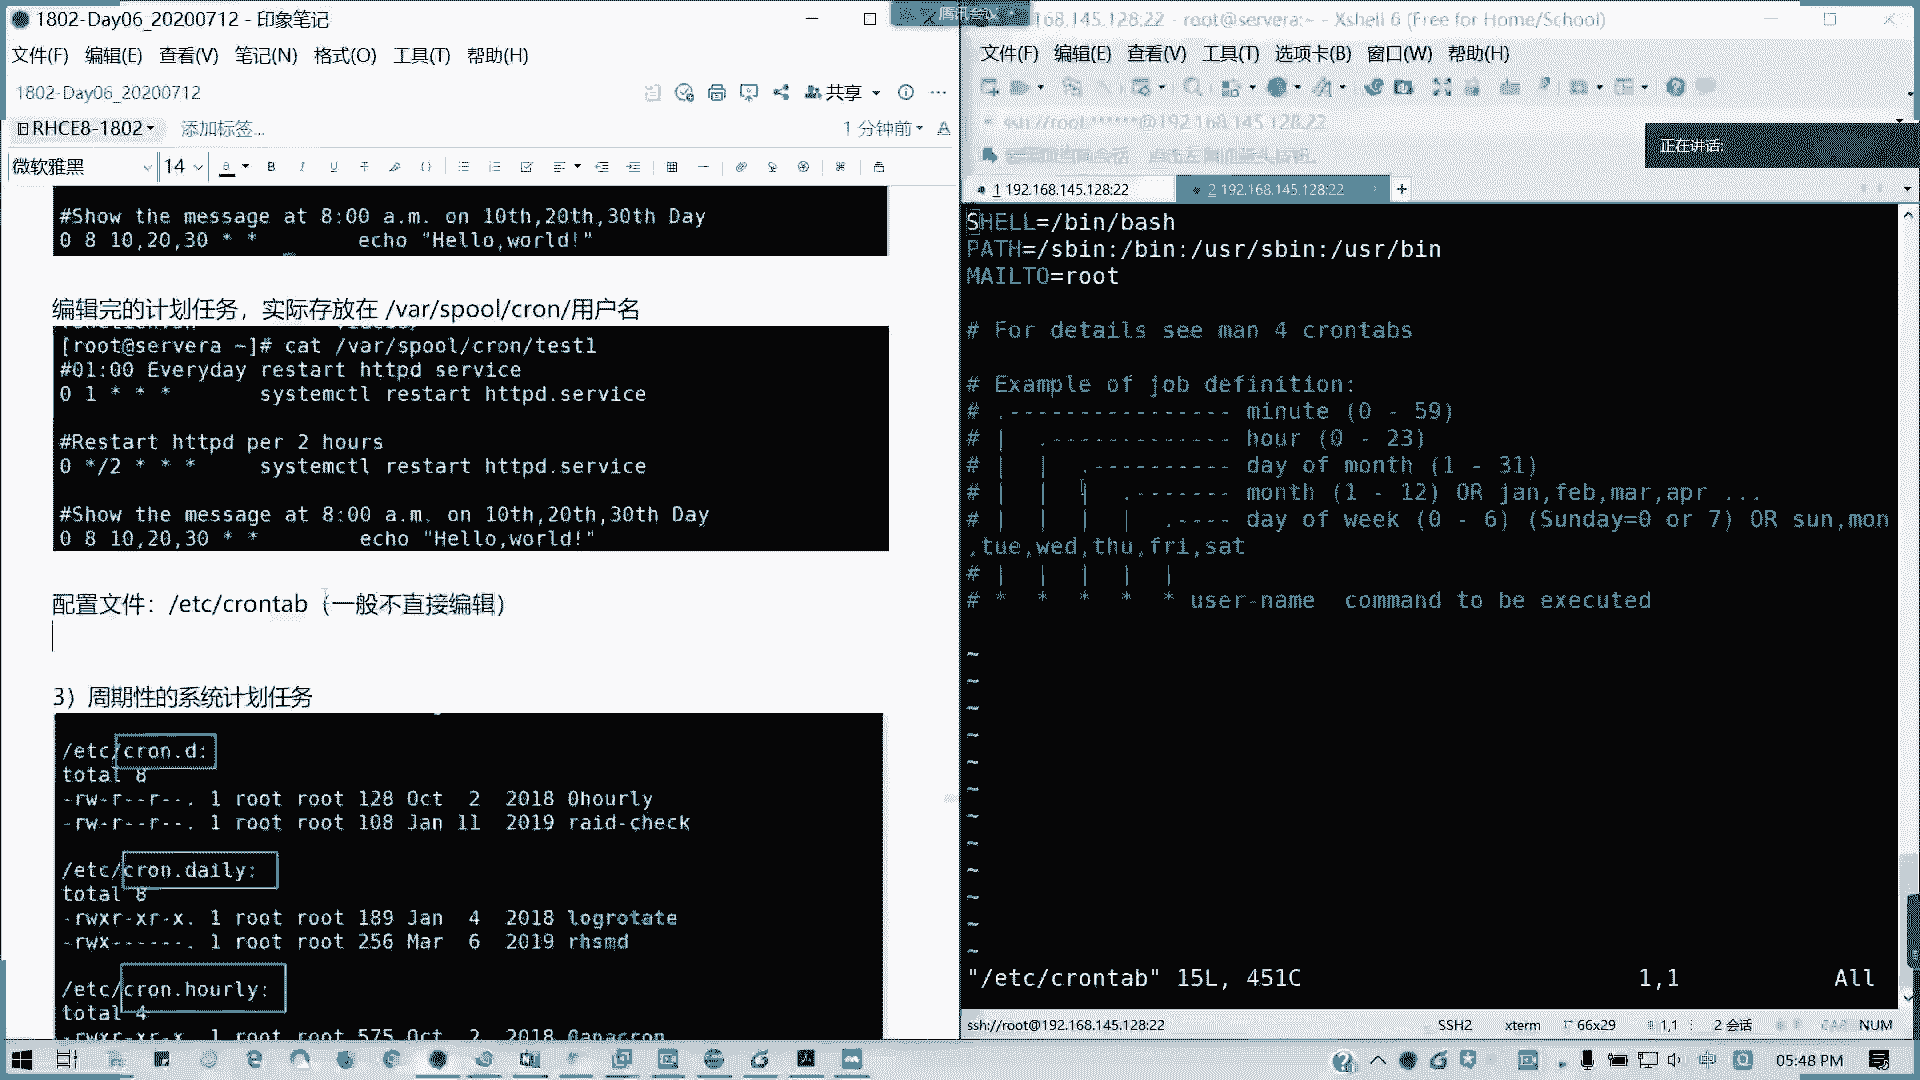 1802-Day06_20200712 - 印象笔记
文件(F) 编辑(E) 查看(V) 笔记(N) 格式(O) 工具(T) 帮助(H)
1802-Day06_20200712
共享
RHCE8-1802
添加标签...
1 分钟前
微软雅黑
14
#Show the message at 8:00 a.m. on 10th,20th,30th Day
0 8 10,20,30 * * echo "Hello,world!"
编辑完的计划任务，实际存放在 /var/spool/cron/用户名
[root@servera ~]# cat /var/spool/cron/test1
#01:00 Everyday restart httpd service
0 1 * * * systemctl restart httpd.service
#Restart httpd per 2 hours
0 */2 * * * systemctl restart httpd.service
#Show the message at 8:00 a.m. on 10th,20th,30th Day
0 8 10,20,30 * * echo "Hello,world!"
配置文件：/etc/crontab（一般不直接编辑）
3）周期性的系统计划任务
/etc/cron.d:
total 8
-rw-r--r--. 1 root root 128 Oct 2 2018 0hourly
-rw-r--r--. 1 root root 108 Jan 11 2019 raid-check
/etc/cron.daily:
total 8
-rwxr-xr-x. 1 root root 189 Jan 4 2018 logrotate
-rwx------. 1 root root 256 Mar 6 2019 rhsmd
/etc/cron.hourly:
total 4
-rwxr-xr-x. 1 root root 575 Oct 2 2018 0anacron
腾讯会议
168.145.128:22 - root@servera:~ - Xshell 6 (Free for Home/School)
文件(F) 编辑(E) 查看(V) 工具(T) 选项卡(B) 窗口(W) 帮助(H)
ssh://root:******@192.168.145.128:22
正在讲话:
1 192.168.145.128:22
2 192.168.145.128:22
SHELL=/bin/bash
PATH=/sbin:/bin:/usr/sbin:/usr/bin
MAILTO=root
# For details see man 4 crontabs
# Example of job definition:
# .---------------- minute (0 - 59)
# | .------------- hour (0 - 23)
# | | .---------- day of month (1 - 31)
# | | | .------- month (1 - 12) OR jan,feb,mar,apr ...
# | | | | .---- day of week (0 - 6) (Sunday=0 or 7) OR sun,mon
,tue,wed,thu,fri,sat
# | | | | |
# * * * * * user-name command to be executed
~
~
~
~
~
~
~
~
~
~
~
~
"/etc/crontab" 15L, 451C 1,1 All
ssh://root@192.168.145.128:22 SSH2 xterm 66x29 1,1 2 会话 CAP NUM
05:48 PM